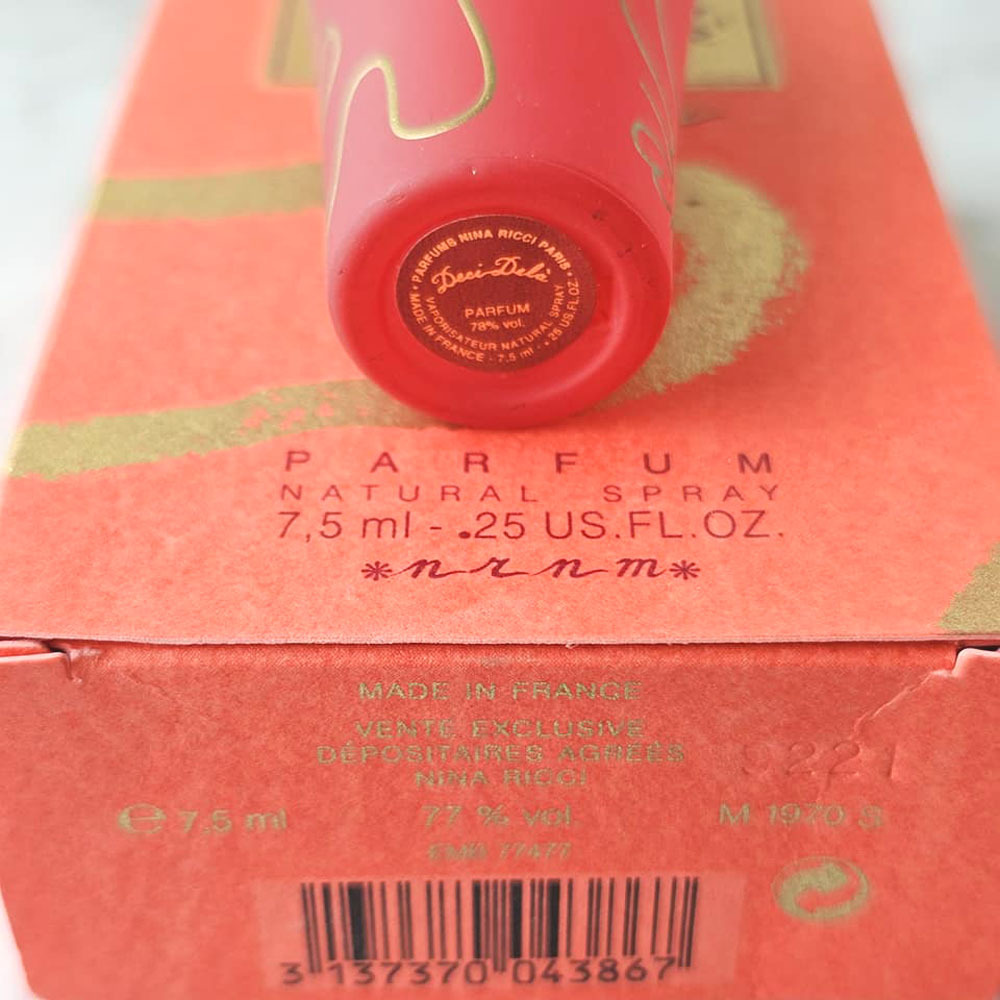 PARFUMS NINA RICCI PARIS
Deci-Delà
PARFUM
78% vol.
VAPORISATEUR NATURAL SPRAY
MADE IN FRANCE - 7,5 ml - .25 US.FL.OZ
PARFUM
NATURAL SPRAY
7,5 ml - .25 US.FL.OZ.
*nrnm*
MADE IN FRANCE
VENTE EXCLUSIVE
DÉPOSITAIRES AGRÉÉS
NINA RICCI
9221
℮ 7,5 ml 77 % vol. M 1970 S
EMB 77477
3 137370 043867